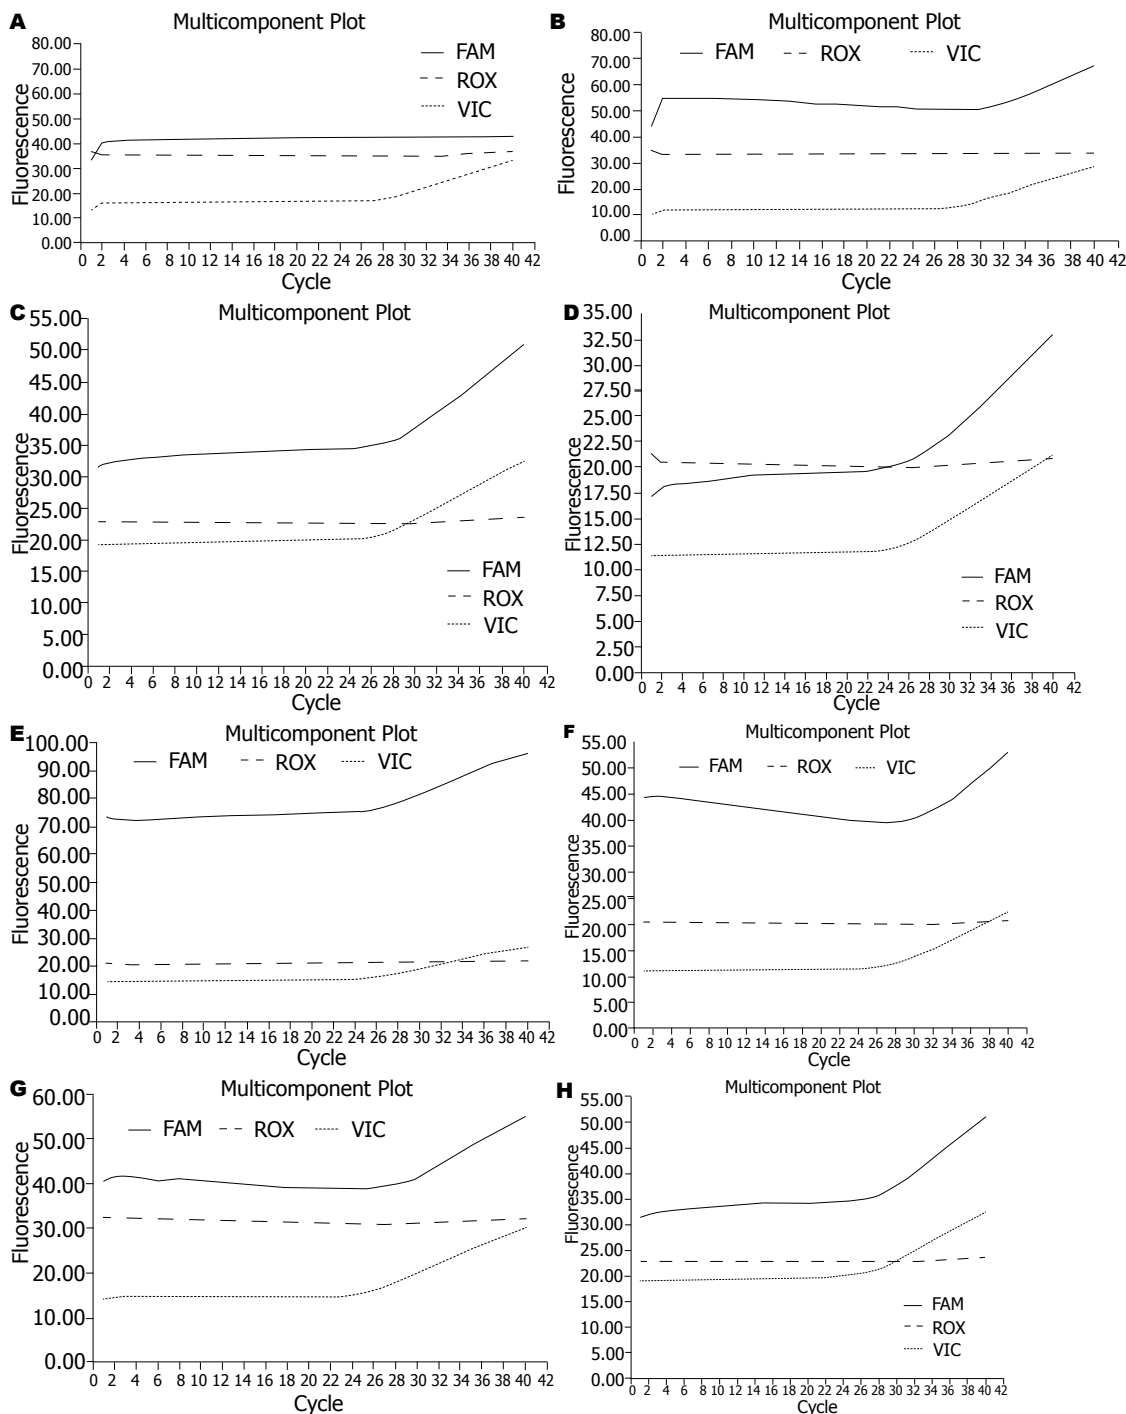 A
Multicomponent Plot
80.00
70.00
60.00
50.00
40.00
30.00
20.00
10.00
0.00
Fluorescence
FAM
ROX
VIC
0 2 4 6 8 10 12 14 16 18 20 22 24 26 28 30 32 34 36 38 40 42
Cycle
B
Multicomponent Plot
80.00
70.00
60.00
50.00
40.00
30.00
20.00
10.00
0.00
Fluorescence
FAM ROX VIC
0 2 4 6 8 10 12 14 16 18 20 22 24 26 28 30 32 34 36 38 40 42
Cycle
C
Multicomponent Plot
55.00
50.00
45.00
40.00
35.00
30.00
25.00
20.00
15.00
10.00
5.00
0.00
Fluorescence
FAM
ROX
VIC
0 2 4 6 8 10 12 14 16 18 20 22 24 26 28 30 32 34 36 38 40 42
Cycle
D
Multicomponent Plot
35.00
32.50
30.00
27.50
25.00
22.50
20.00
17.50
15.00
12.50
10.00
7.50
5.00
2.50
0.00
Fluorescence
FAM
ROX
VIC
0 2 4 6 8 10 12 14 16 18 20 22 24 26 28 30 32 34 36 38 40 42
Cycle
E
Multicomponent Plot
100.00
90.00
80.00
70.00
60.00
50.00
40.00
30.00
20.00
10.00
0.00
Fluorescence
FAM ROX VIC
0 2 4 6 8 10 12 14 16 18 20 22 24 26 28 30 32 34 36 38 40 42
Cycle
F
Multicomponent Plot
55.00
50.00
45.00
40.00
35.00
30.00
25.00
20.00
15.00
10.00
5.00
0.00
Fluorescence
FAM ROX VIC
0 2 4 6 8 10 12 14 16 18 20 22 24 26 28 30 32 34 36 38 40 42
Cycle
G
Multicomponent Plot
60.00
50.00
40.00
30.00
20.00
10.00
0.00
Fluorescence
FAM ROX VIC
0 2 4 6 8 10 12 14 16 18 20 22 24 26 28 30 32 34 36 38 40 42
Cycle
H
Multicomponent Plot
55.00
50.00
45.00
40.00
35.00
30.00
25.00
20.00
15.00
10.00
5.00
0.00
Fluorescence
FAM
ROX
VIC
0 2 4 6 8 10 12 14 16 18 20 22 24 26 28 30 32 34 36 38 40 42
Cycle